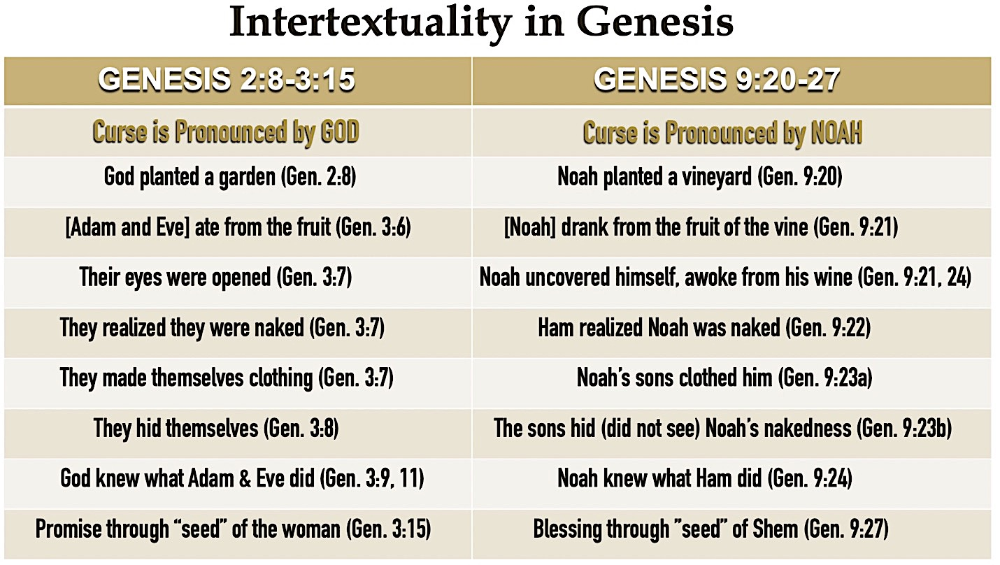 Intertextuality in Genesis
GENESIS 2:8-3:15
GENESIS 9:20-27
Curse is Pronounced by GOD
Curse is Pronounced by NOAH
God planted a garden (Gen. 2:8)
Noah planted a vineyard (Gen. 9:20)
[Adam and Eve] ate from the fruit (Gen. 3:6)
[Noah] drank from the fruit of the vine (Gen. 9:21)
Their eyes were opened (Gen. 3:7)
Noah uncovered himself, awoke from his wine (Gen. 9:21, 24)
They realized they were naked (Gen. 3:7)
Ham realized Noah was naked (Gen. 9:22)
They made themselves clothing (Gen. 3:7)
Noah’s sons clothed him (Gen. 9:23a)
They hid themselves (Gen. 3:8)
The sons hid (did not see) Noah’s nakedness (Gen. 9:23b)
God knew what Adam & Eve did (Gen. 3:9, 11)
Noah knew what Ham did (Gen. 9:24)
Promise through “seed” of the woman (Gen. 3:15)
Blessing through ”seed” of Shem (Gen. 9:27)